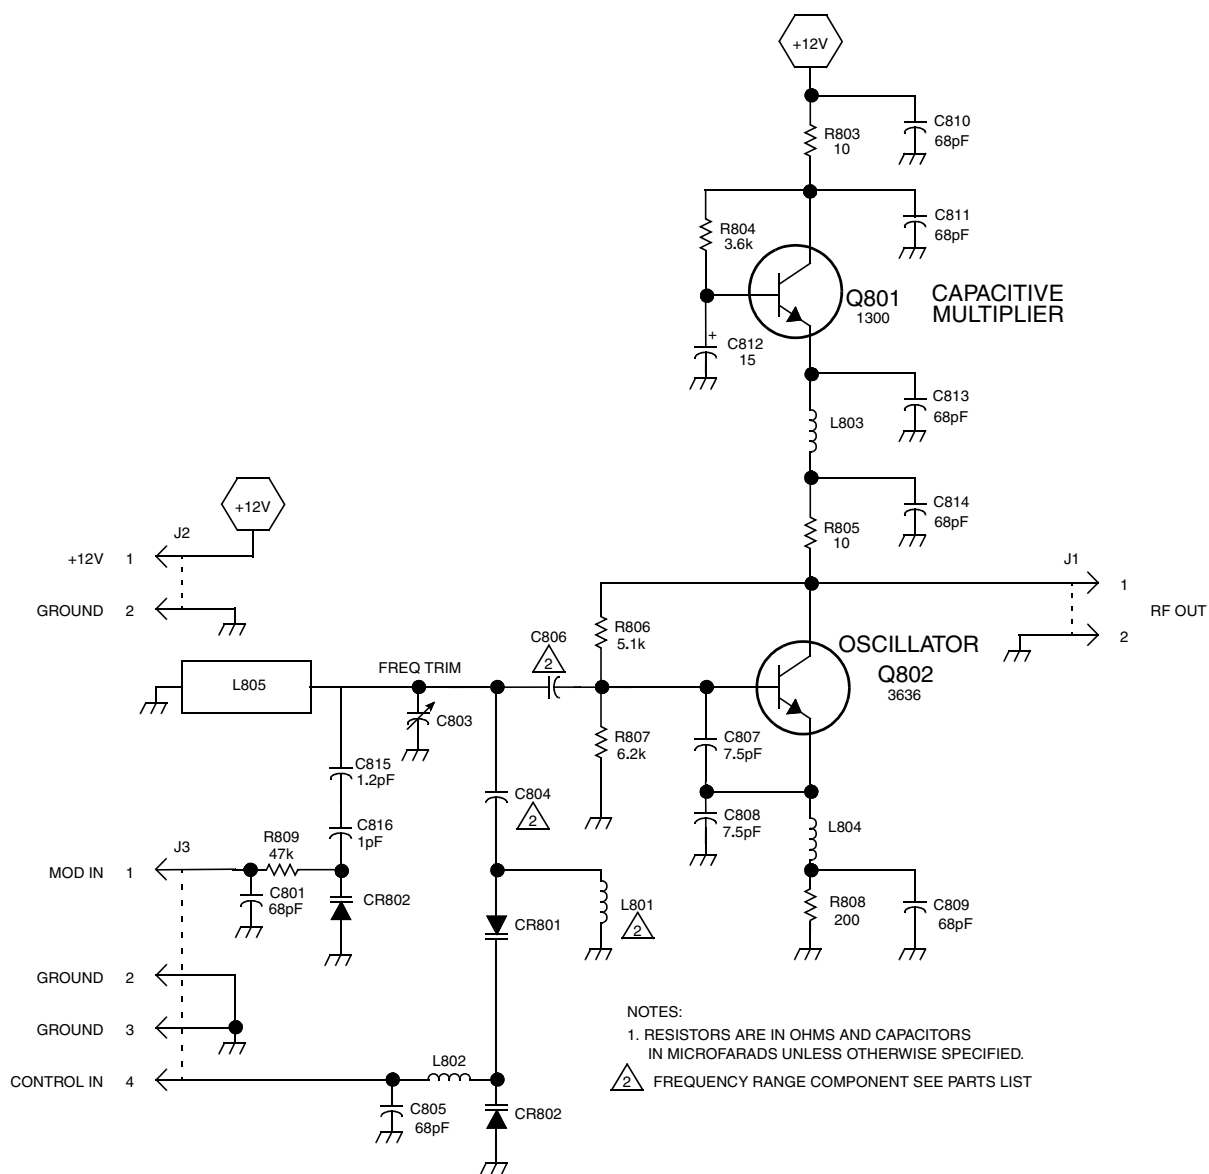 +12V
C810
68pF
R803
10
C811
68pF
R804
3.6k
Q801
1300
CAPACITIVE
MULTIPLIER
+
C812
15
C813
68pF
L803
C814
68pF
R805
10
+12V
J2
+12V 1
GROUND 2
J1
1
RF OUT
2
L805
FREQ TRIM
C803
C806
2
R806
5.1k
OSCILLATOR
Q802
3636
R807
6.2k
C807
7.5pF
C808
7.5pF
L804
C815
1.2pF
C816
1pF
C804
2
J3
MOD IN 1
R809
47k
C801
68pF
CR802
CR801
L801
2
R808
200
C809
68pF
GROUND 2
GROUND 3
CONTROL IN 4
L802
C805
68pF
CR802
NOTES:
1. RESISTORS ARE IN OHMS AND CAPACITORS
IN MICROFARADS UNLESS OTHERWISE SPECIFIED.
2 FREQUENCY RANGE COMPONENT SEE PARTS LIST